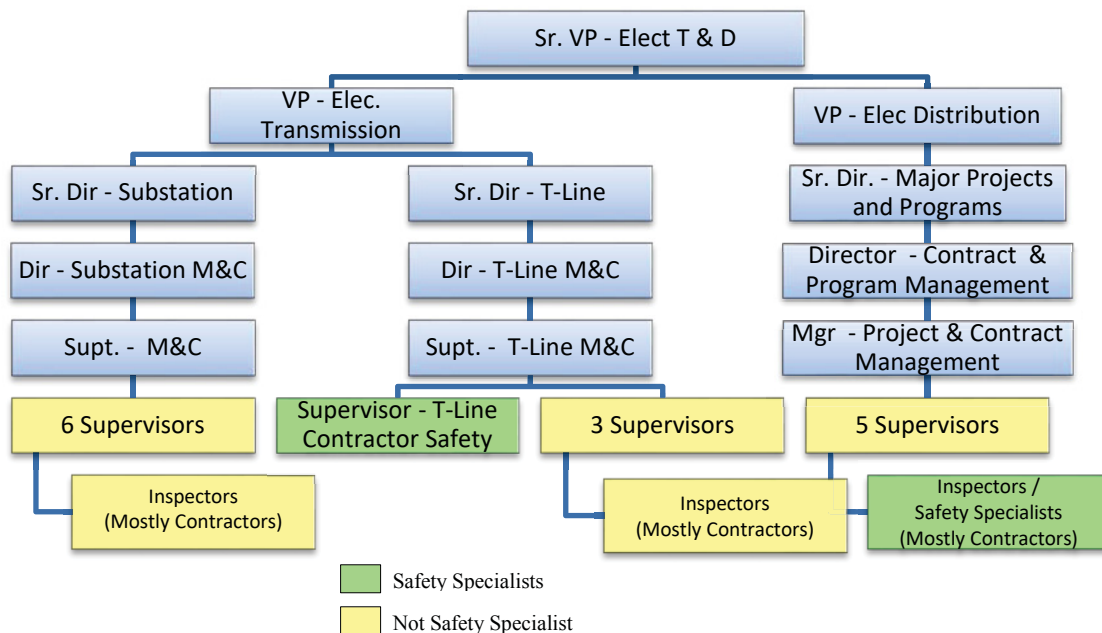 Sr. VP - Elect T & D
VP - Elec.
Transmission
VP - Elec Distribution
Sr. Dir - Substation
Sr. Dir - T-Line
Sr. Dir. - Major Projects
and Programs
Dir - Substation M&C
Dir - T-Line M&C
Director - Contract &
Program Management
Supt. - M&C
Supt. - T-Line M&C
Mgr - Project & Contract
Management
6 Supervisors
Supervisor - T-Line
Contractor Safety
3 Supervisors
5 Supervisors
Inspectors
(Mostly Contractors)
Inspectors
(Mostly Contractors)
Inspectors /
Safety Specialists
(Mostly Contractors)
Safety Specialists
Not Safety Specialist